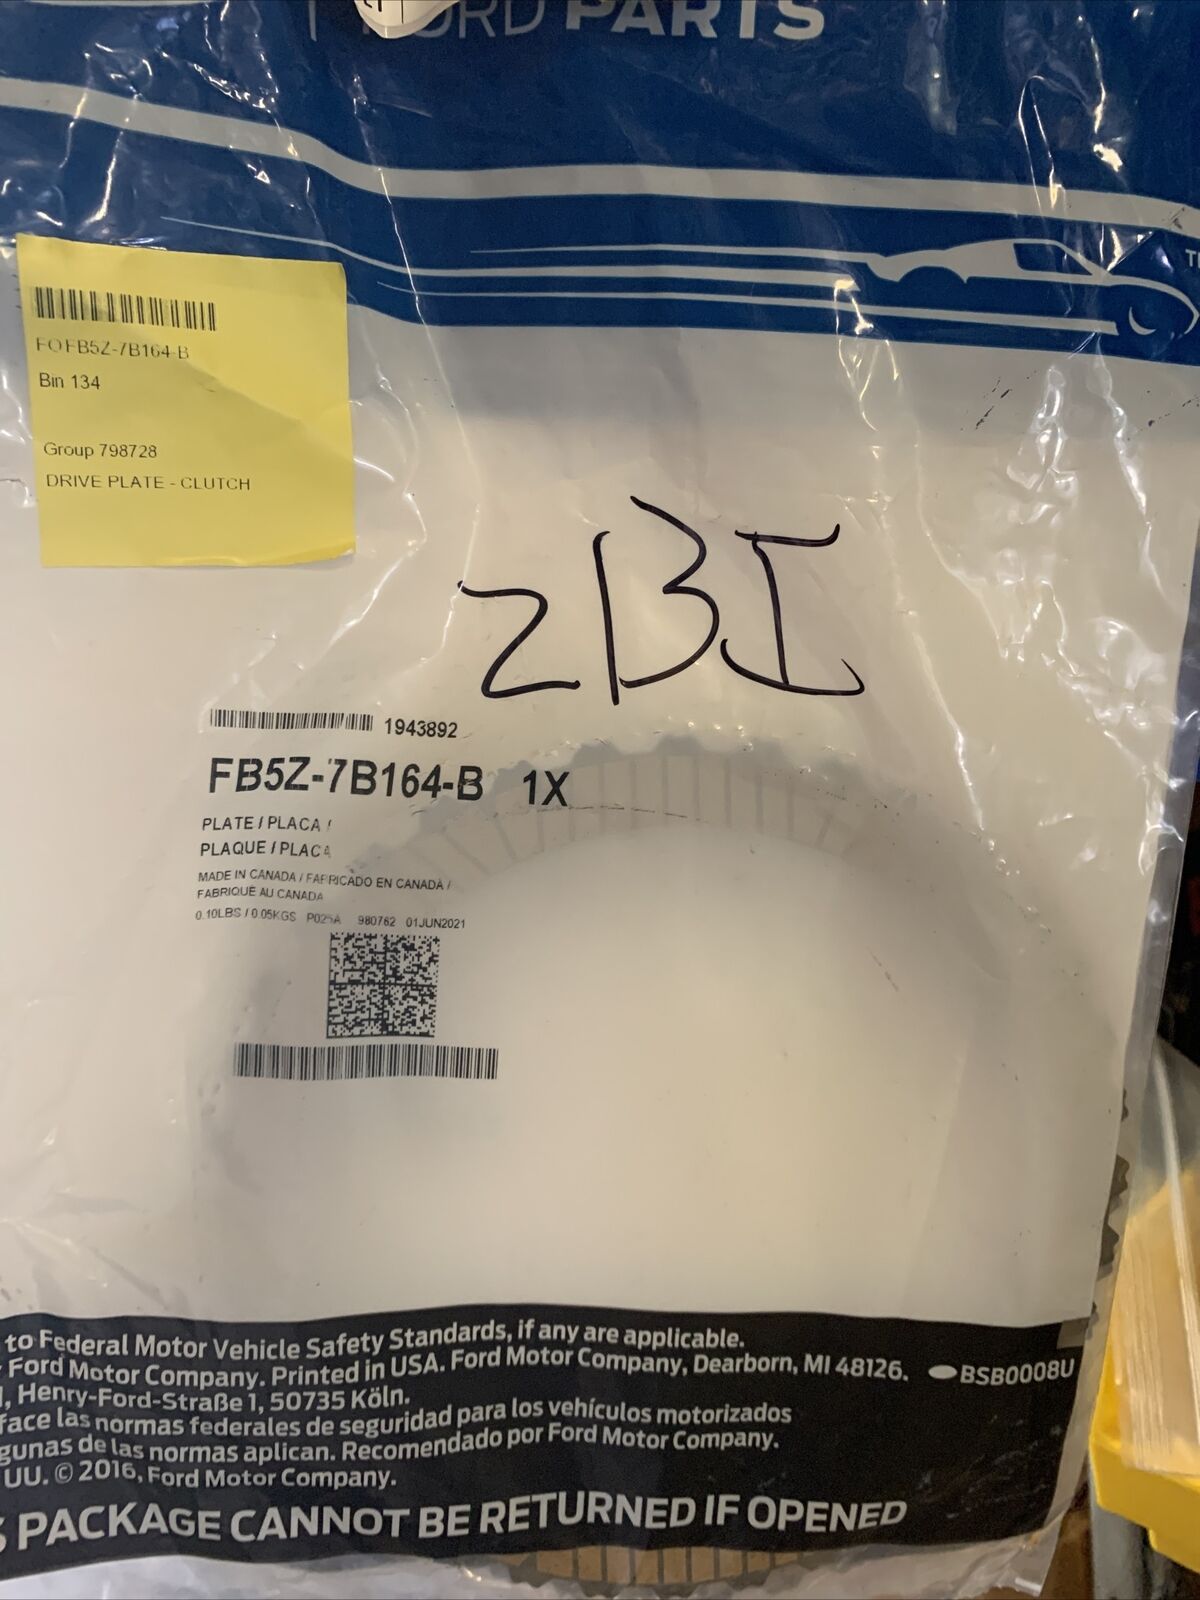 FORD PARTS
FOFB5Z-7B164-B
Bin 134
Group 798728
DRIVE PLATE - CLUTCH
2BI
1943892
FB5Z-7B164-B 1X
PLATE / PLACA /
PLAQUE / PLACA
MADE IN CANADA / FABRICADO EN CANADA /
FABRIQUÉ AU CANADA
0.10LBS / 0.05KGS P025A 980762 01JUN2021
to Federal Motor Vehicle Safety Standards, if any are applicable.
Ford Motor Company. Printed in USA. Ford Motor Company, Dearborn, MI 48126. BSB0008U
, Henry-Ford-Straße 1, 50735 Köln.
face las normas federales de seguridad para los vehículos motorizados
gunas de las normas aplican. Recomendado por Ford Motor Company.
UU. © 2016, Ford Motor Company.
S PACKAGE CANNOT BE RETURNED IF OPENED